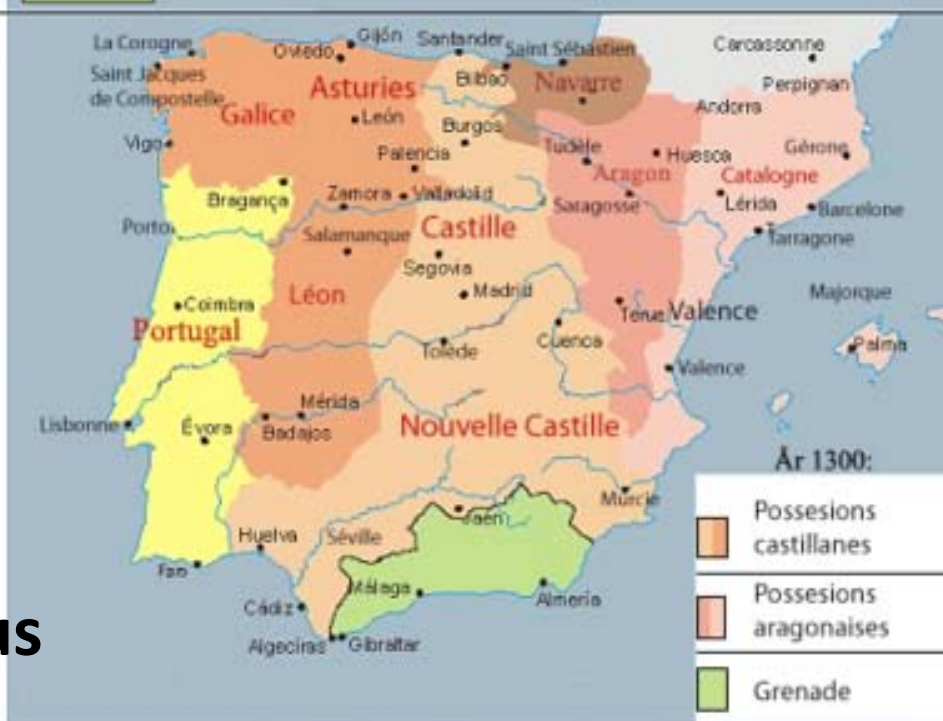 La Corogne
Oviedo
Gijón
Santander
Saint Sébastien
Carcassonne
Saint Jacques
de Compostelle
Asturies
Bilbao
Navarre
Perpignan
Galice
León
Andorra
Burgos
Vigo
Palencia
Tudèle
Huesca
Gérone
Aragon
Catalogne
Bragança
Zamora
Valladolid
Saragosse
Lérida
Barcelone
Porto
Salamanque
Castille
Tarragone
Segovia
Léon
Madrid
Majorque
Coimbra
Teruel
Valence
Portugal
Tolède
Cuenca
Palma
Valence
Mérida
Lisbonne
Évora
Badajos
Nouvelle Castille
År 1300:
Murcie
Possesions
castillanes
Jaén
Huelva
Séville
Faro
Málaga
Almería
Possesions
aragonaises
Cádiz
us
Algeciras
Gibraltar
Grenade